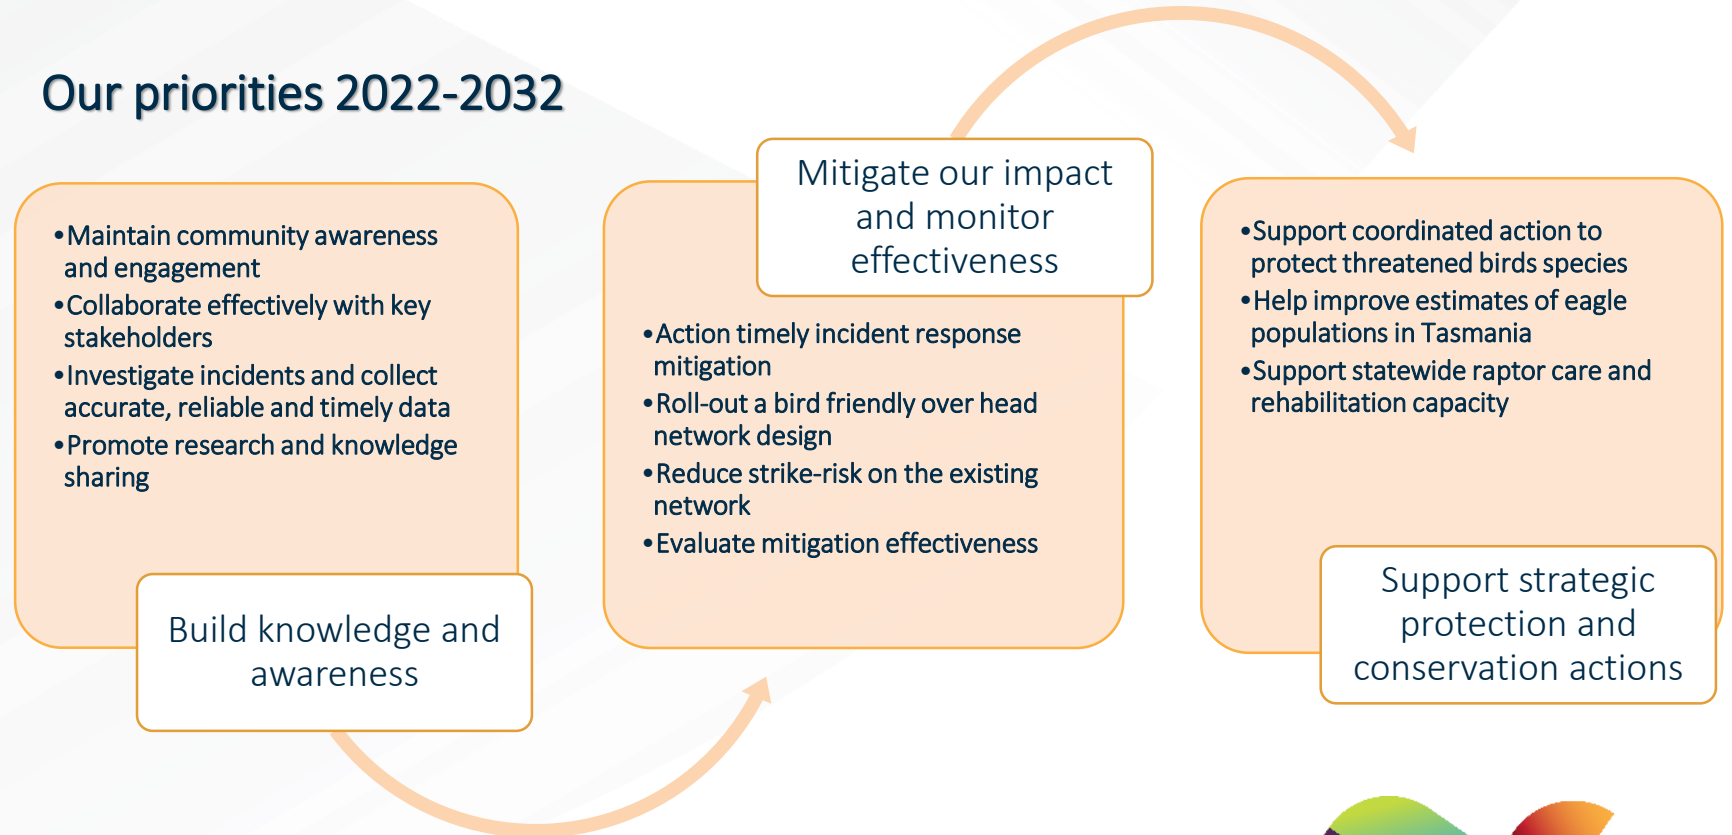 Our priorities 2022-2032
•Maintain community awareness
and engagement
•Collaborate effectively with key
stakeholders
•Investigate incidents and collect
accurate, reliable and timely data
•Promote research and knowledge
sharing
Build knowledge and
awareness
Mitigate our impact
and monitor
effectiveness
•Action timely incident response
mitigation
•Roll-out a bird friendly over head
network design
•Reduce strike-risk on the existing
network
•Evaluate mitigation effectiveness
•Support coordinated action to
protect threatened birds species
•Help improve estimates of eagle
populations in Tasmania
•Support statewide raptor care and
rehabilitation capacity
Support strategic
protection and
conservation actions